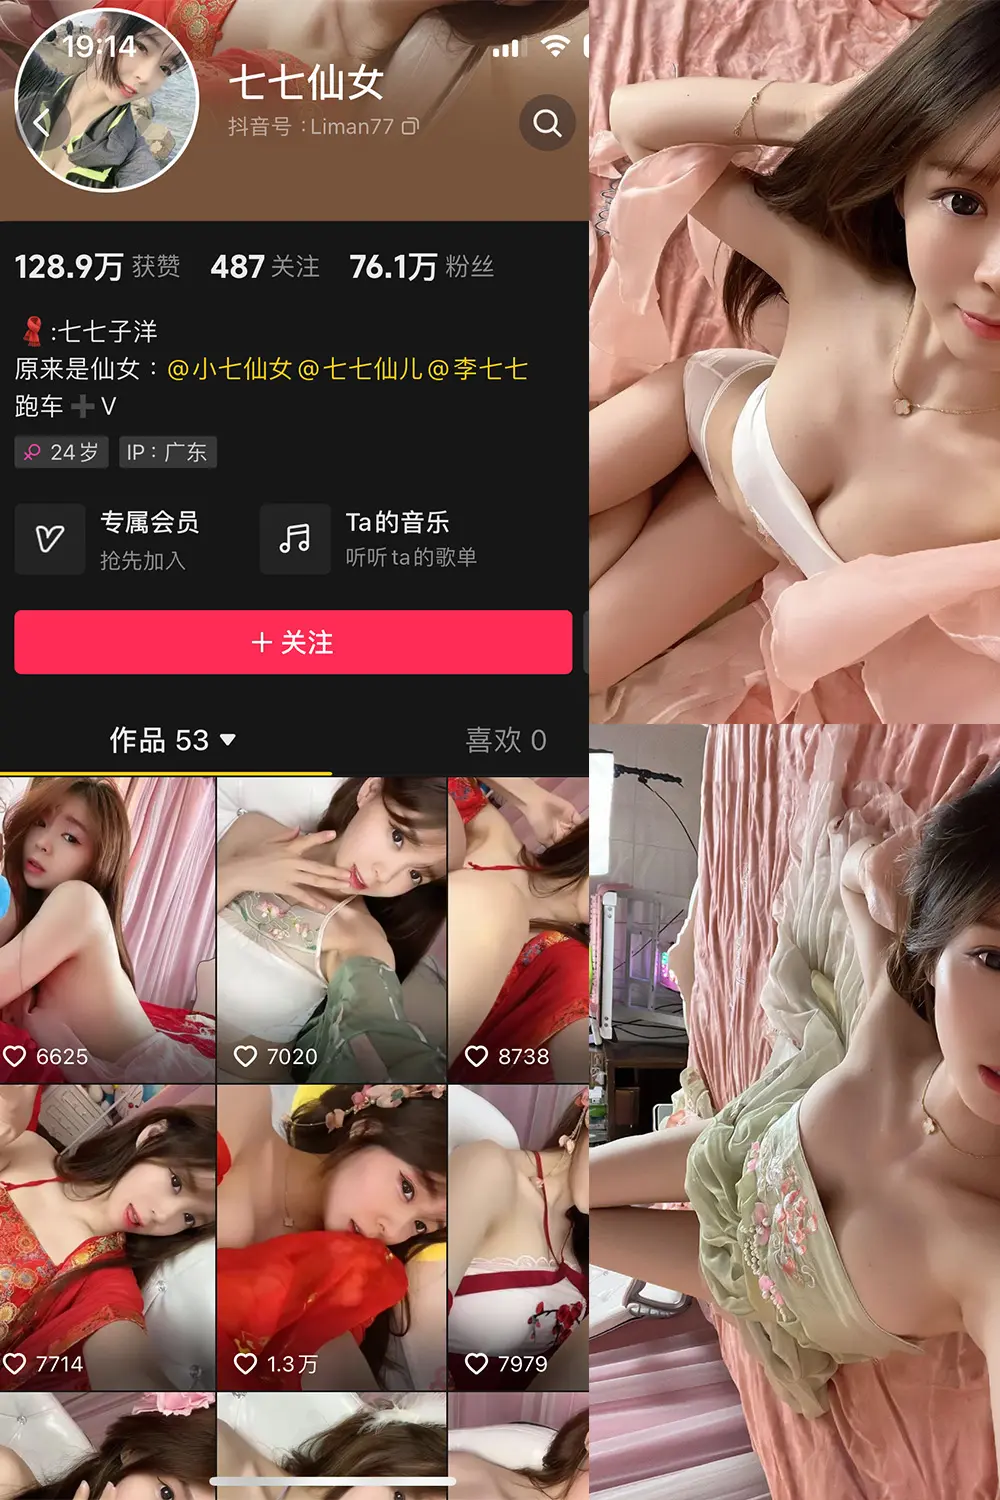 19:14
七七仙女
抖音号：Liman77
128.9万 获赞 487 关注 76.1万 粉丝
:七七子洋
原来是仙女：@小七仙女@七七仙儿@李七七
跑车➕V
24岁 IP：广东
专属会员 Ta的音乐
抢先加入 听听ta的歌单
＋关注
作品 53 喜欢 0
6625 7020 8738
7714 1.3万 7979